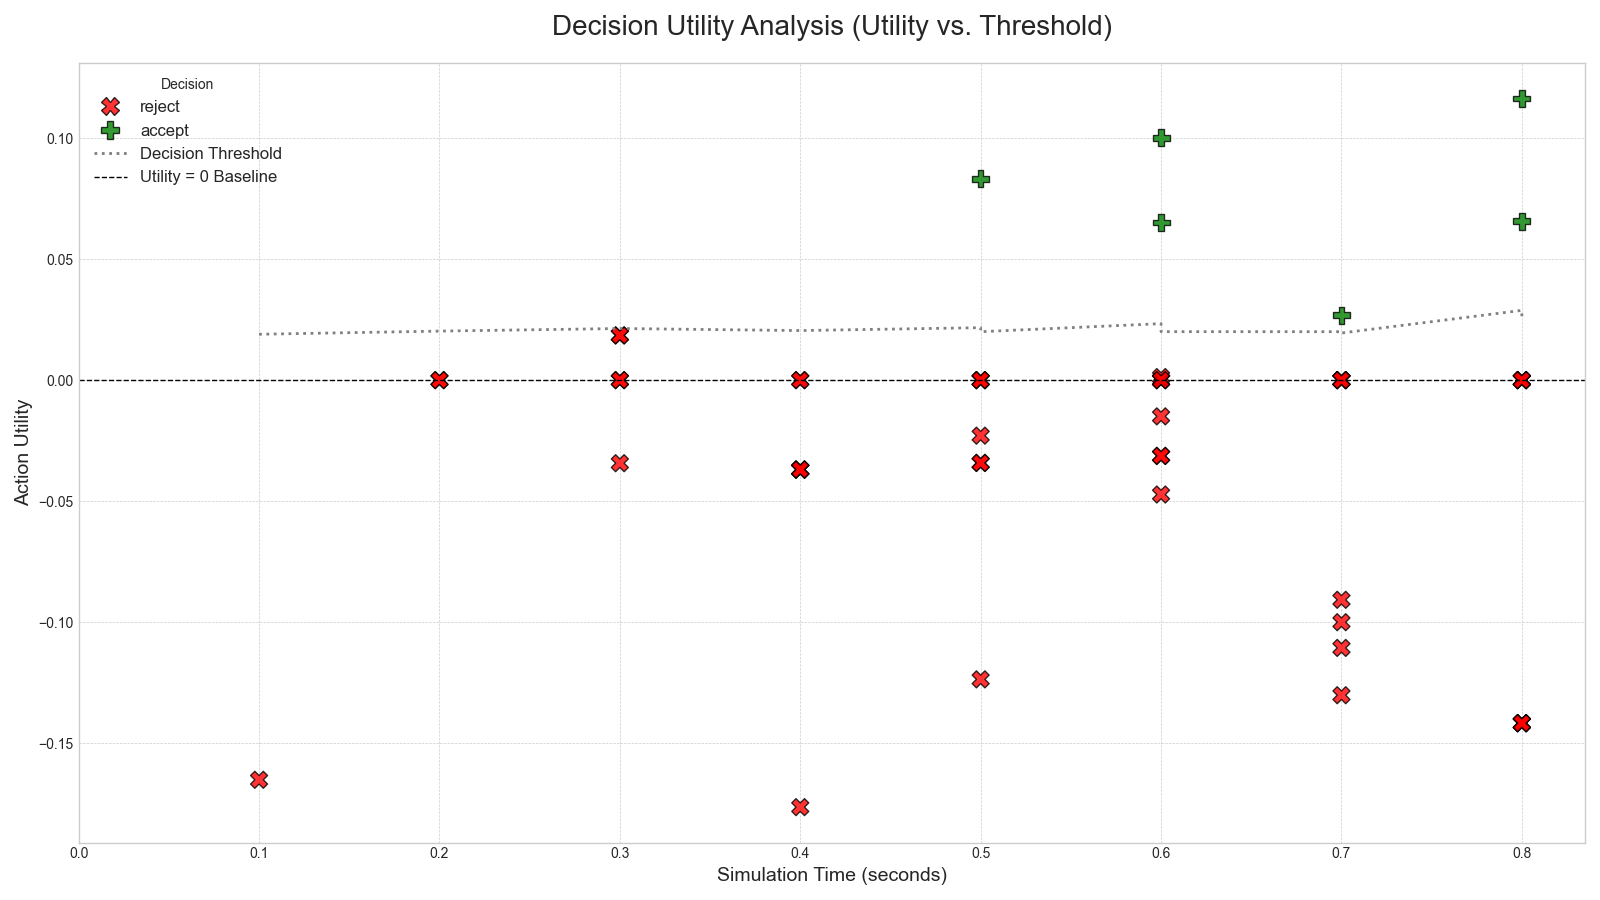 Decision Utility Analysis (Utility vs. Threshold)
Decision
reject
accept
Decision Threshold
Utility = 0 Baseline
Action Utility
0.10
0.05
0.00
−0.05
−0.10
−0.15
0.0 0.1 0.2 0.3 0.4 0.5 0.6 0.7 0.8
Simulation Time (seconds)